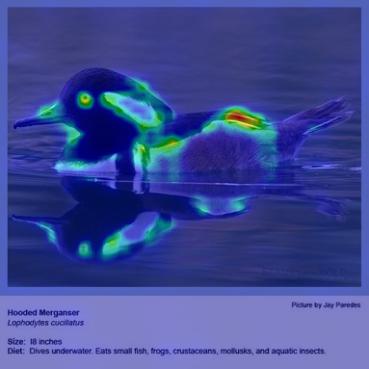 Picture by Jay Paredes
Hooded Merganser
Lophodytes cucillatus
Size: 18 inches
Diet: Dives underwater. Eats small fish, frogs, crustaceans, mollusks, and aquatic insects.